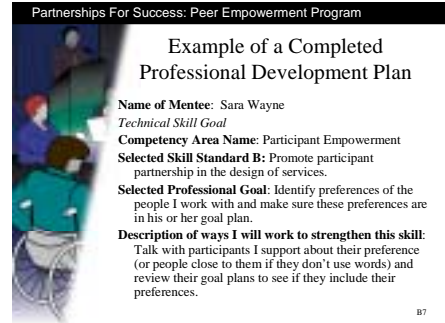 Partnerships For Success: Peer Empowerment Program
Example of a Completed
Professional Development Plan
Name of Mentee: Sara Wayne
Technical Skill Goal
Competency Area Name: Participant Empowerment
Selected Skill Standard B: Promote participant
partnership in the design of services.
Selected Professional Goal: Identify preferences of the
people I work with and make sure these preferences are
in his or her goal plan.
Description of ways I will work to strengthen this skill:
Talk with participants I support about their preference
(or people close to them if they don't use words) and
review their goal plans to see if they include their
preferences.
B7